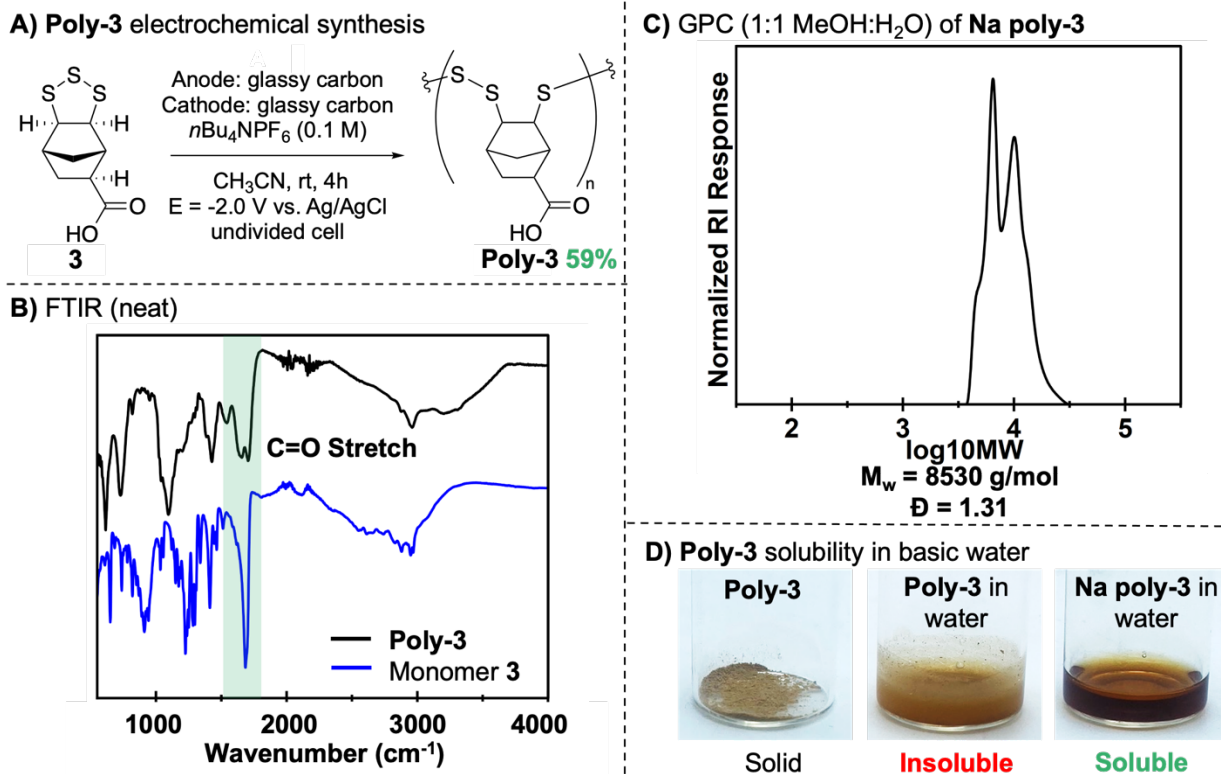 A) Poly-3 electrochemical synthesis
S
S
S
H
H
H
O
HO
3
Anode: glassy carbon
Cathode: glassy carbon
nBu₄NPF₆ (0.1 M)
CH₃CN, rt, 4h
E = -2.0 V vs. Ag/AgCl
undivided cell
S
S
S
n
O
HO
Poly-3 59%
B) FTIR (neat)
C=O Stretch
Poly-3
Monomer 3
1000 2000 3000 4000
Wavenumber (cm⁻¹)
C) GPC (1:1 MeOH:H₂O) of Na poly-3
Normalized RI Response
2 3 4 5
log10MW
Mw = 8530 g/mol
Đ = 1.31
D) Poly-3 solubility in basic water
Poly-3
Poly-3 in
water
Na poly-3 in
water
Solid
Insoluble
Soluble